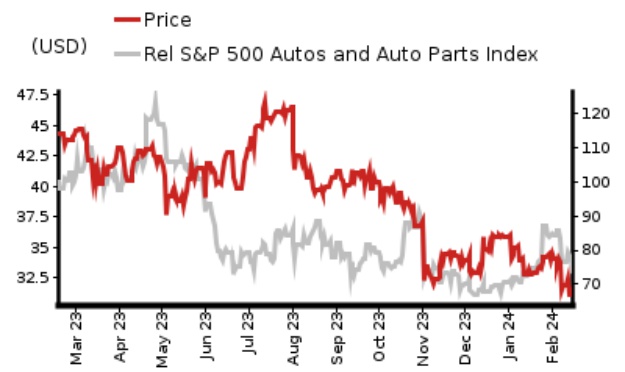 Price
(USD)
Rel S&P 500 Autos and Auto Parts Index
47.5
45
42.5
40
37.5
35
32.5
120
110
100
90
80
70
Mar 23
Apr 23
May 23
Jun 23
Jul 23
Aug 23
Sep 23
Oct 23
Nov 23
Dec 23
Jan 24
Feb 24